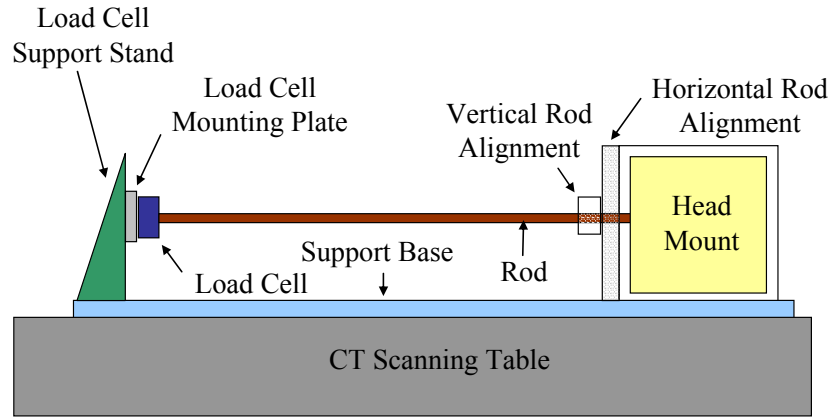 Load Cell
Support Stand
Load Cell
Mounting Plate
Vertical Rod
Alignment
Horizontal Rod
Alignment
Head
Mount
Support Base
Rod
Load Cell
CT Scanning Table